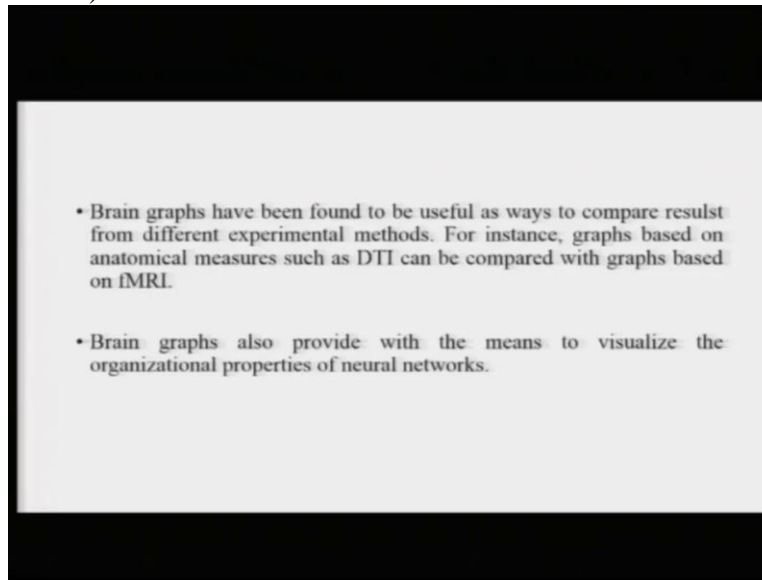 • Brain graphs have been found to be useful as ways to compare resulst
from different experimental methods. For instance, graphs based on
anatomical measures such as DTI can be compared with graphs based
on fMRI.
• Brain graphs also provide with the means to visualize the
organizational properties of neural networks.